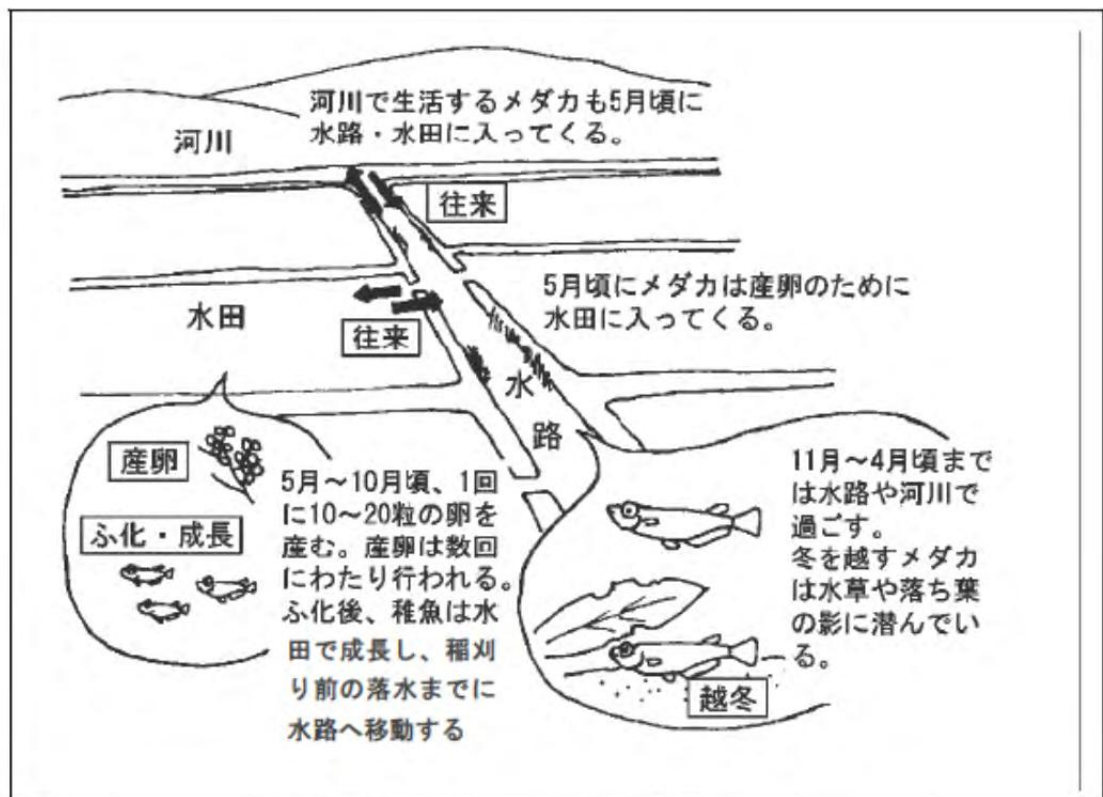 河川で生活するメダカも5月頃に
水路・水田に入ってくる。
河川
往来
5月頃にメダカは産卵のために
水田に入ってくる。
水田
往来
水
路
産卵
ふ化・成長
5月～10月頃、1回
に10～20粒の卵を
産む。産卵は数回
にわたり行われる。
ふ化後、稚魚は水
田で成長し、稲刈
り前の落水までに
水路へ移動する
11月～4月頃まで
は水路や河川で
過ごす。
冬を越すメダカ
は水草や落ち葉
の影に潜んでい
る。
越冬